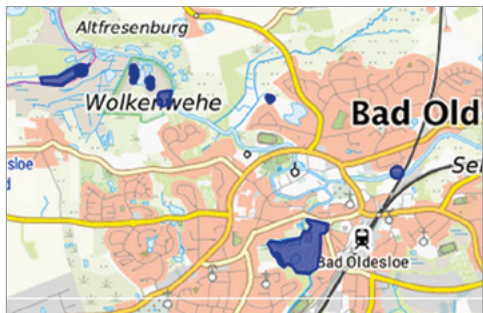 Altfresenburg
Wolkenwehe
Bad Old
sloe
d
Sel
Bad Oldesloe